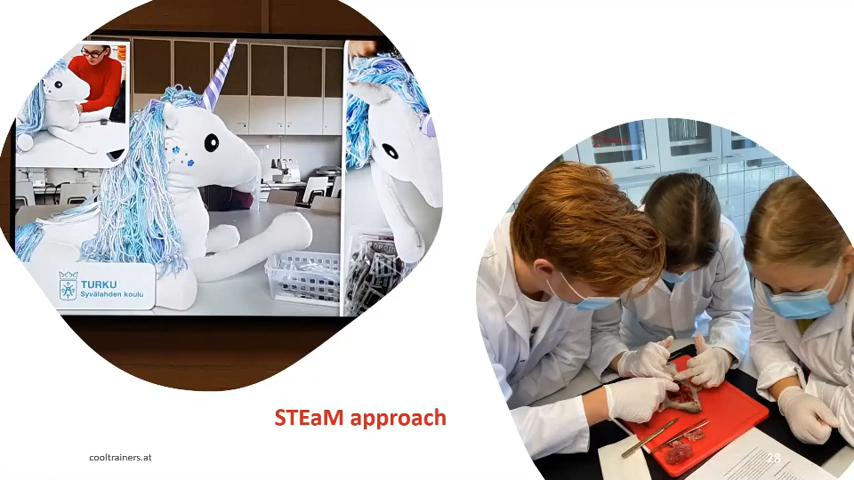 TURKU
Syvälahden koulu
STEaM approach
cooltrainers.at
28